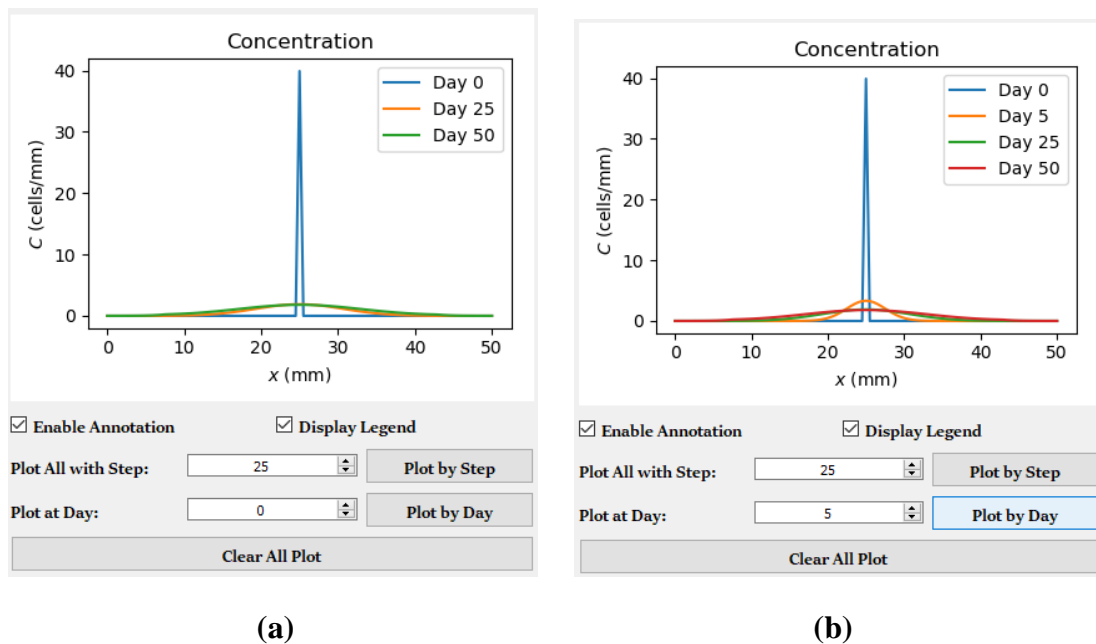 Concentration
40
30
20
10
0
C (cells/mm)
Day 0
Day 25
Day 50
0 10 20 30 40 50
x (mm)
Enable Annotation Display Legend
Plot All with Step: 25 Plot by Step
Plot at Day: 0 Plot by Day
Clear All Plot
(a)
Concentration
40
30
20
10
0
C (cells/mm)
Day 0
Day 5
Day 25
Day 50
0 10 20 30 40 50
x (mm)
Enable Annotation Display Legend
Plot All with Step: 25 Plot by Step
Plot at Day: 5 Plot by Day
Clear All Plot
(b)